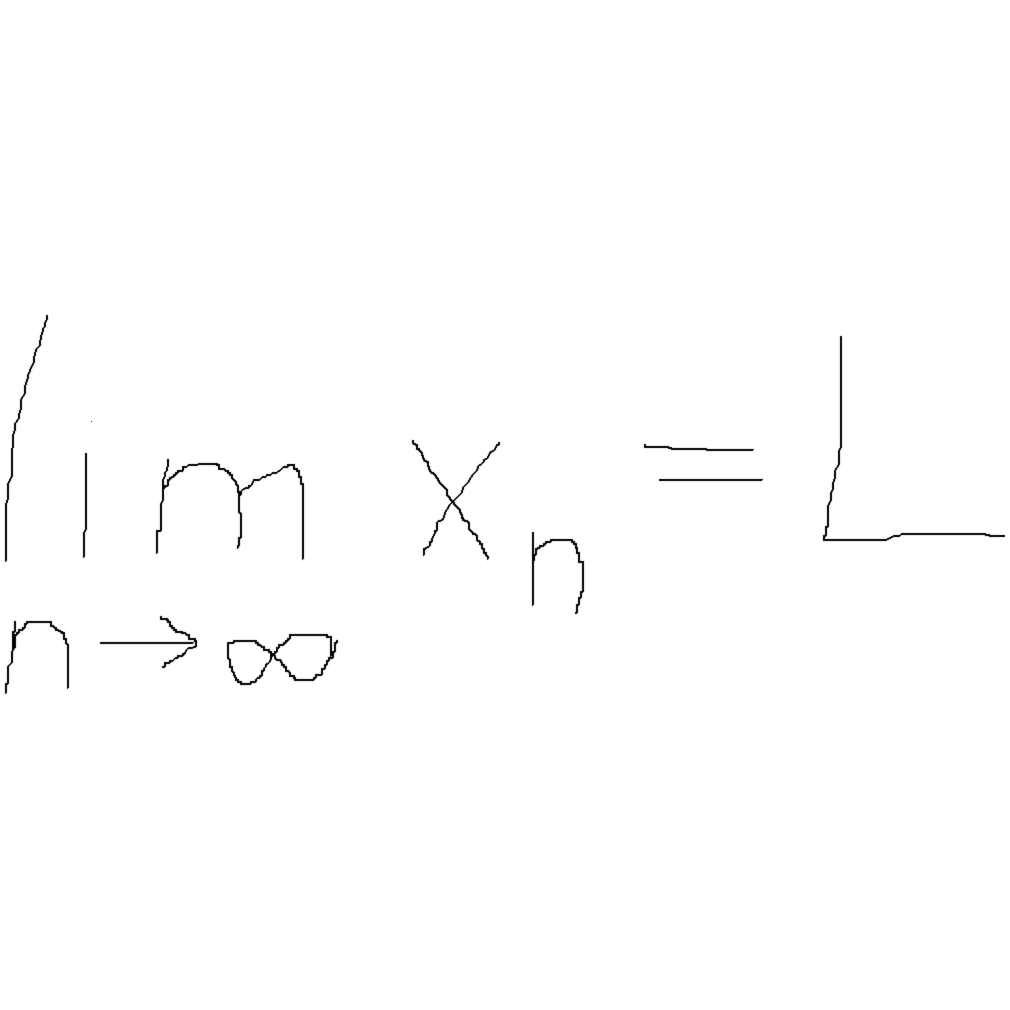 lim xₙ = L
n → ∞